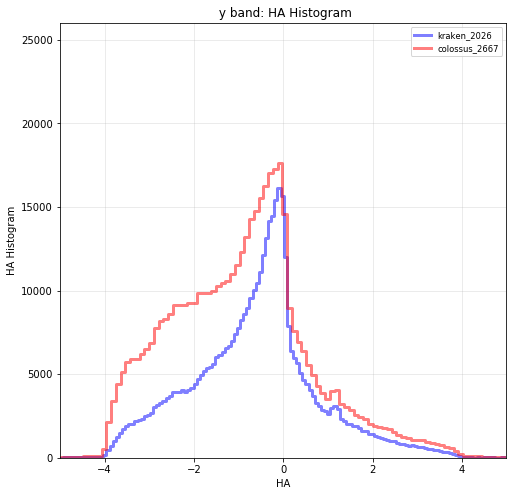 y band: HA Histogram
kraken_2026
colossus_2667
25000
20000
15000
10000
5000
0
HA Histogram
−4
−2
0
2
4
HA